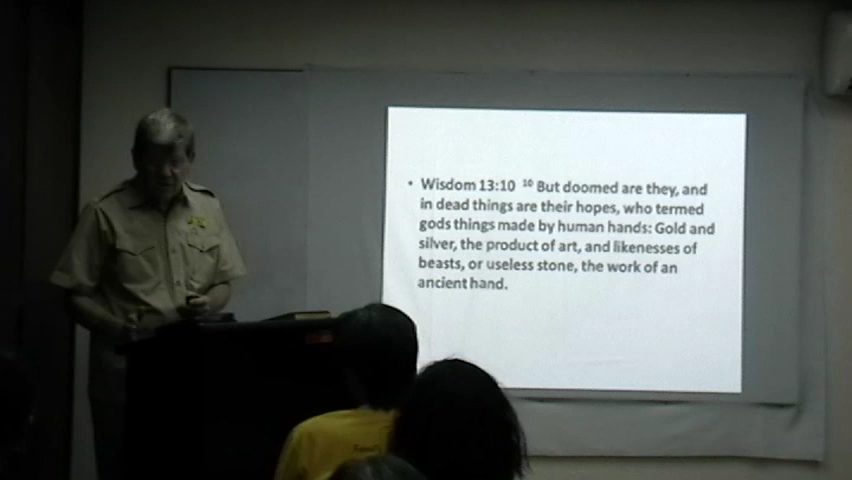 • Wisdom 13:10 ¹⁰ But doomed are they, and
in dead things are their hopes, who termed
gods things made by human hands: Gold and
silver, the product of art, and likenesses of
beasts, or useless stone, the work of an
ancient hand.